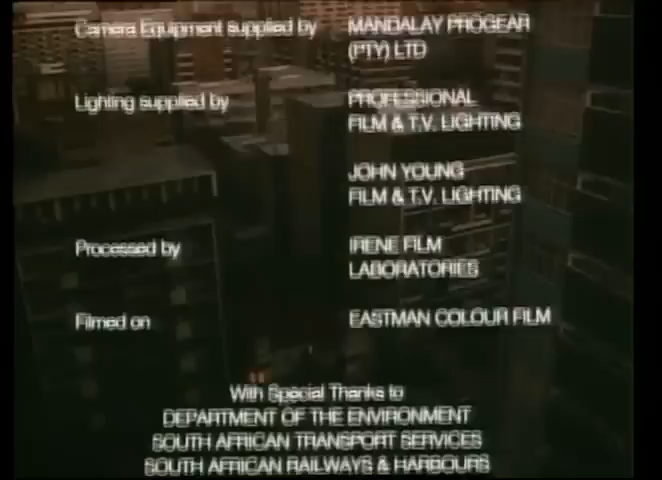 Camera Equipment supplied by MANDALAY PROGEAR
(PTY) LTD
Lighting supplied by PROFESSIONAL
FILM & T.V. LIGHTING
JOHN YOUNG
FILM & T.V. LIGHTING
Processed by IRENE FILM
LABORATORIES
Filmed on EASTMAN COLOUR FILM
With Special Thanks to
DEPARTMENT OF THE ENVIRONMENT
SOUTH AFRICAN TRANSPORT SERVICES
SOUTH AFRICAN RAILWAYS & HARBOURS